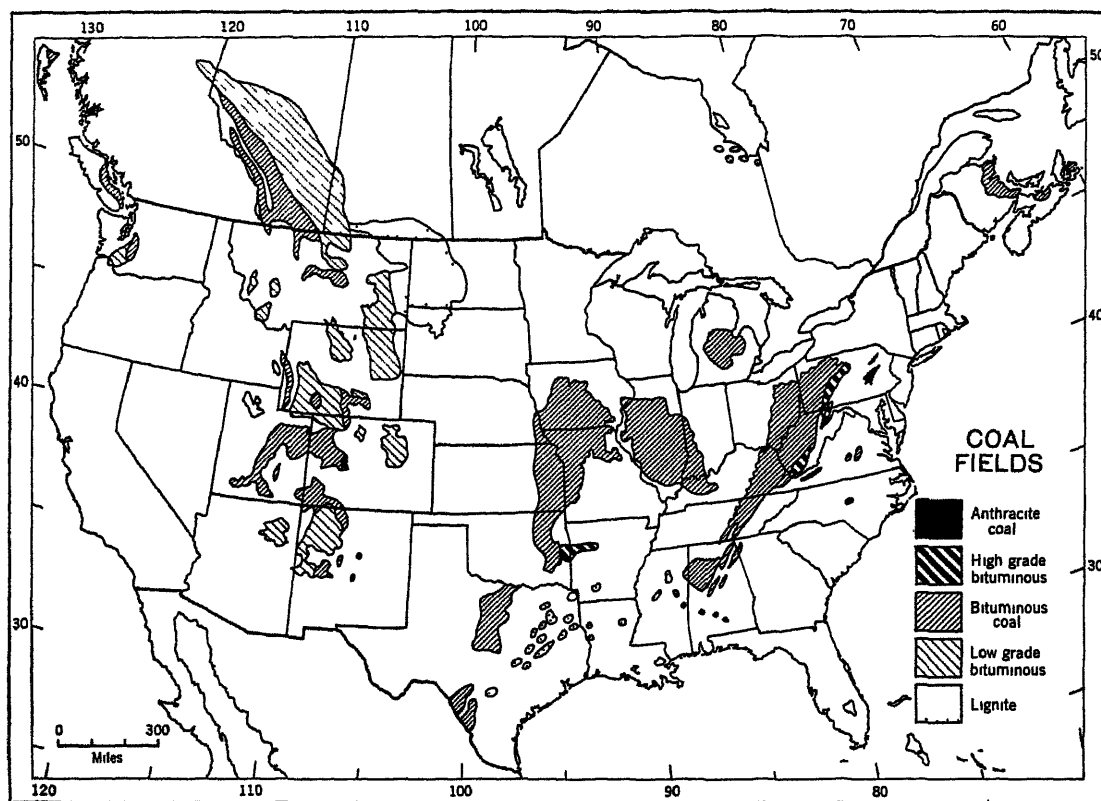 130 120 110 100 90 80 70 60
50
50
40
40
30
30
COAL
FIELDS
Anthracite
coal
High grade
bituminous
Bituminous
coal
Low grade
bituminous
Lignite
0 300
Miles
120 110 100 90 80